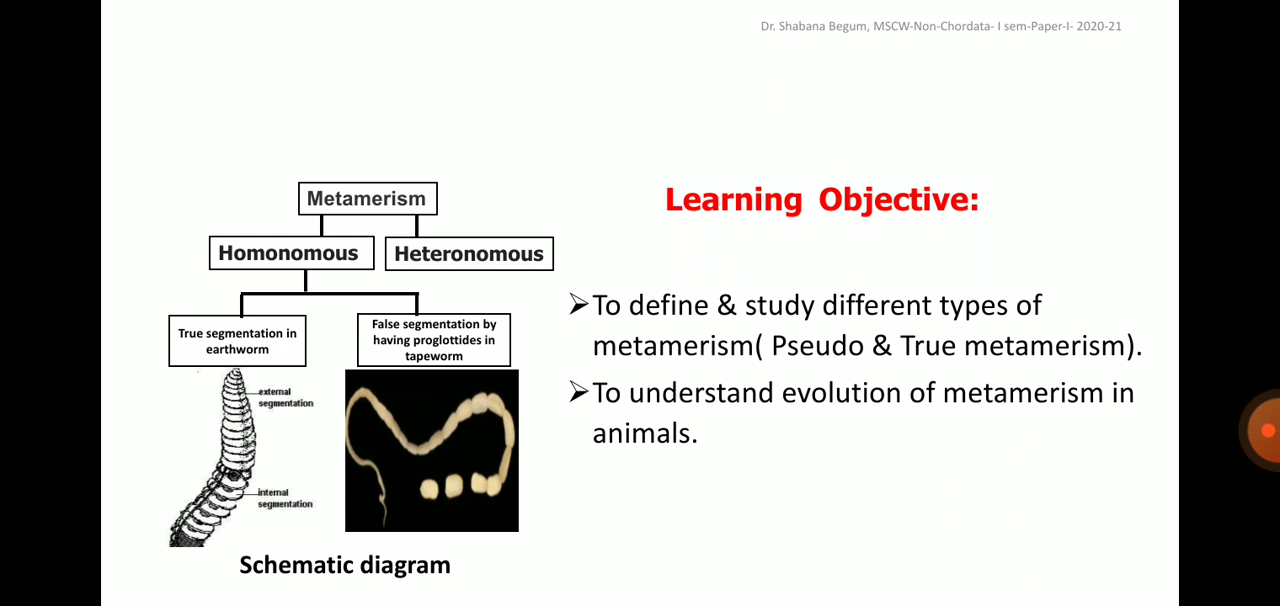 Dr. Shabana Begum, MSCW-Non-Chordata- I sem-Paper-I- 2020-21
Metamerism
Homonomous
Heteronomous
True segmentation in
earthworm
False segmentation by
having proglottides in
tapeworm
external
segmentation
internal
segmentation
Schematic diagram
Learning Objective:
➢To define & study different types of
metamerism( Pseudo & True metamerism).
➢To understand evolution of metamerism in
animals.